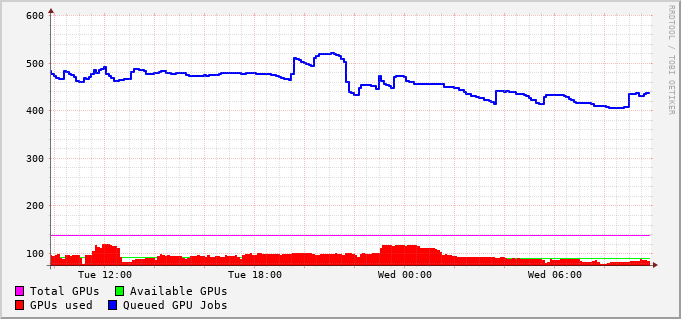 600
500
400
300
200
100
Tue 12:00 Tue 18:00 Wed 00:00 Wed 06:00
Total GPUs Available GPUs
GPUs used Queued GPU Jobs
RRDTOOL / TOBI OETIKER